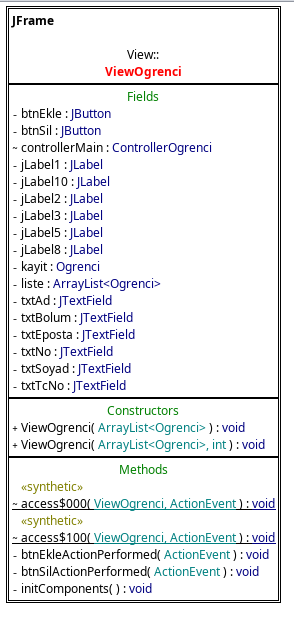 JFrame
View::
ViewOgrenci
Fields
- btnEkle : JButton
- btnSil : JButton
~ controllerMain : ControllerOgrenci
- jLabel1 : JLabel
- jLabel10 : JLabel
- jLabel2 : JLabel
- jLabel3 : JLabel
- jLabel5 : JLabel
- jLabel8 : JLabel
- kayit : Ogrenci
- liste : ArrayList<Ogrenci>
- txtAd : JTextField
- txtBolum : JTextField
- txtEposta : JTextField
- txtNo : JTextField
- txtSoyad : JTextField
- txtTcNo : JTextField
Constructors
+ ViewOgrenci( ArrayList<Ogrenci> ) : void
+ ViewOgrenci( ArrayList<Ogrenci>, int ) : void
Methods
«synthetic»
~ access$000( ViewOgrenci, ActionEvent ) : void
«synthetic»
~ access$100( ViewOgrenci, ActionEvent ) : void
- btnEkleActionPerformed( ActionEvent ) : void
- btnSilActionPerformed( ActionEvent ) : void
- initComponents( ) : void